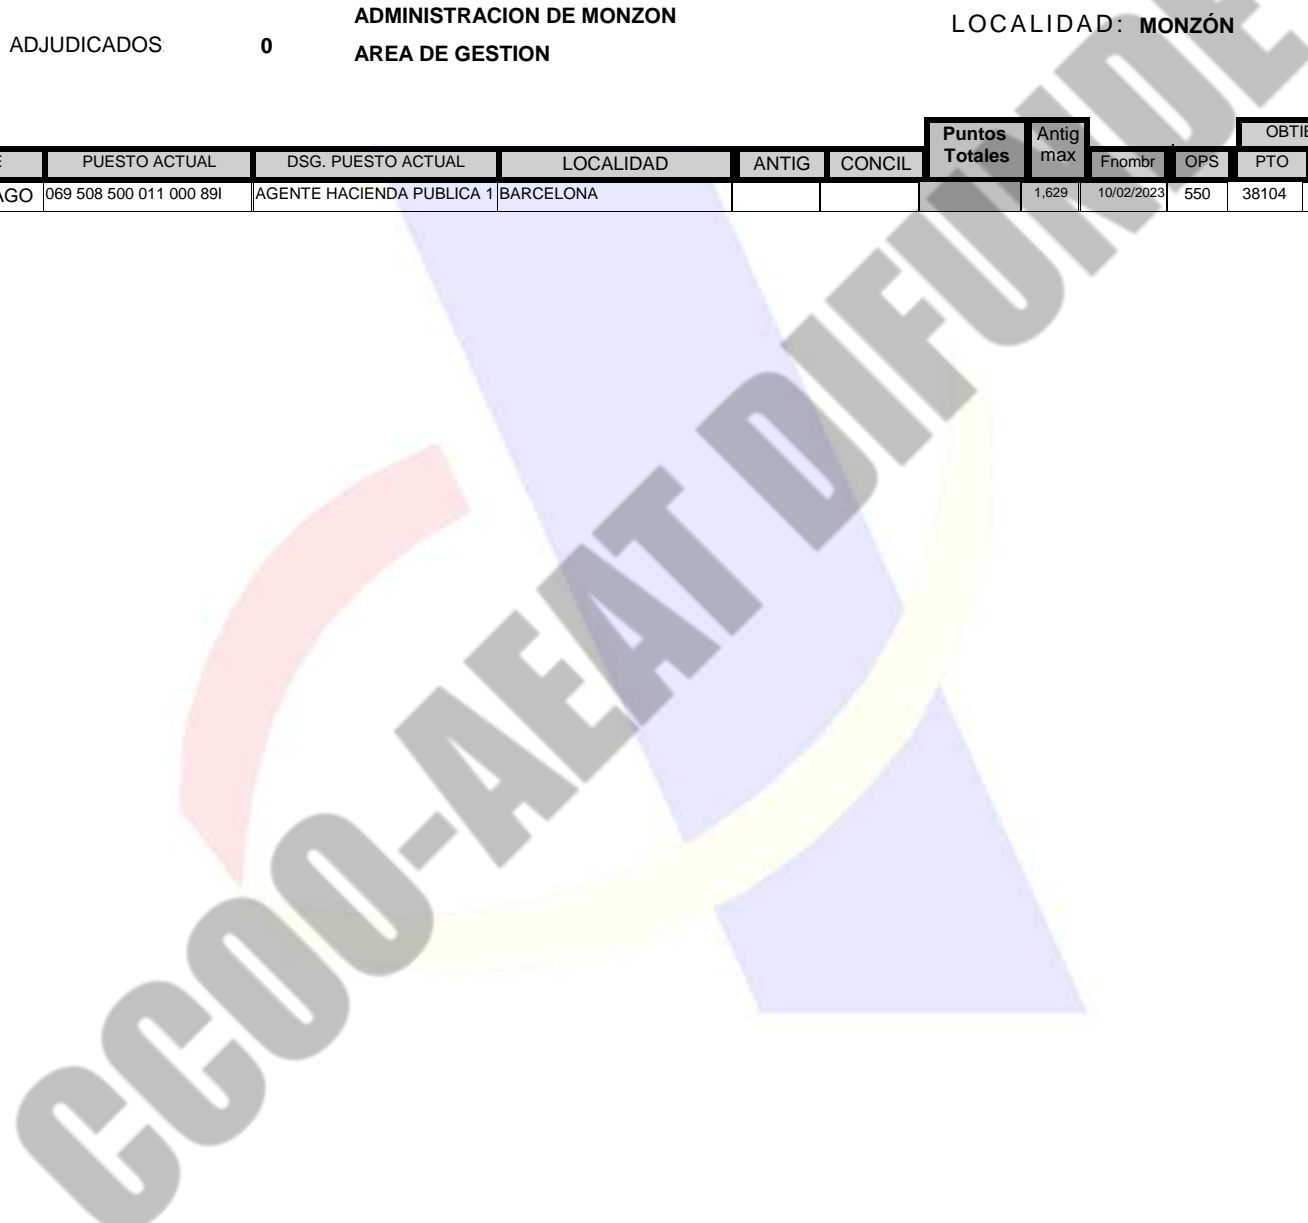 ADMINISTRACION DE MONZON
LOCALIDAD: MONZÓN
ADJUDICADOS: 0
AREA DE GESTION
Puntos Totales Antig max OBTIE
E PUESTO ACTUAL DSG. PUESTO ACTUAL LOCALIDAD ANTIG CONCIL Fnombr OPS PTO
AGO 069 508 500 011 000 89I AGENTE HACIENDA PUBLICA 1 BARCELONA 1,629 10/02/2023 550 38104
CCOO-AEAT DIFUNDE